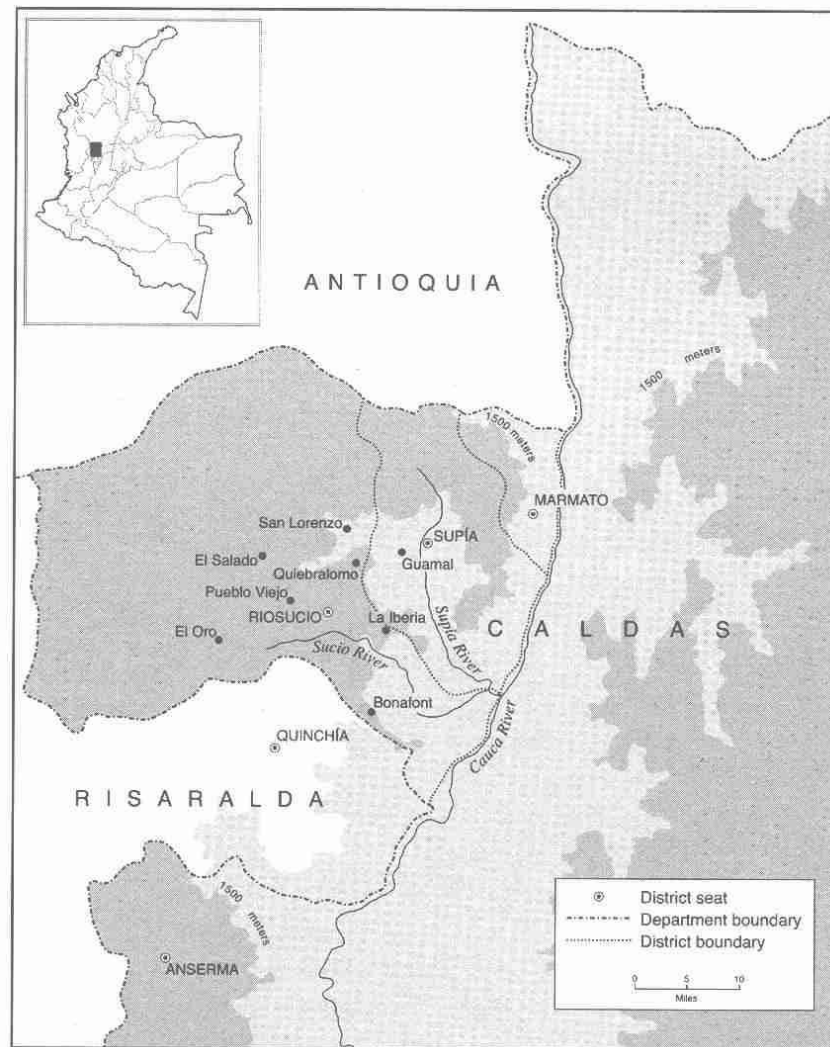 ANTIOQUIA
1500 meters
1500 meters
MARMATO
San Lorenzo
SUPÍA
El Salado
Guamal
Quiebralomo
Pueblo Viejo
RIOSUCIO
La Iberia
CALDAS
El Oro
Sucio River
Supía River
Bonafont
Cauca River
QUINCHÍA
RISARALDA
1500 meters
ANSERMA
District seat
Department boundary
District boundary
0 5 10
Miles